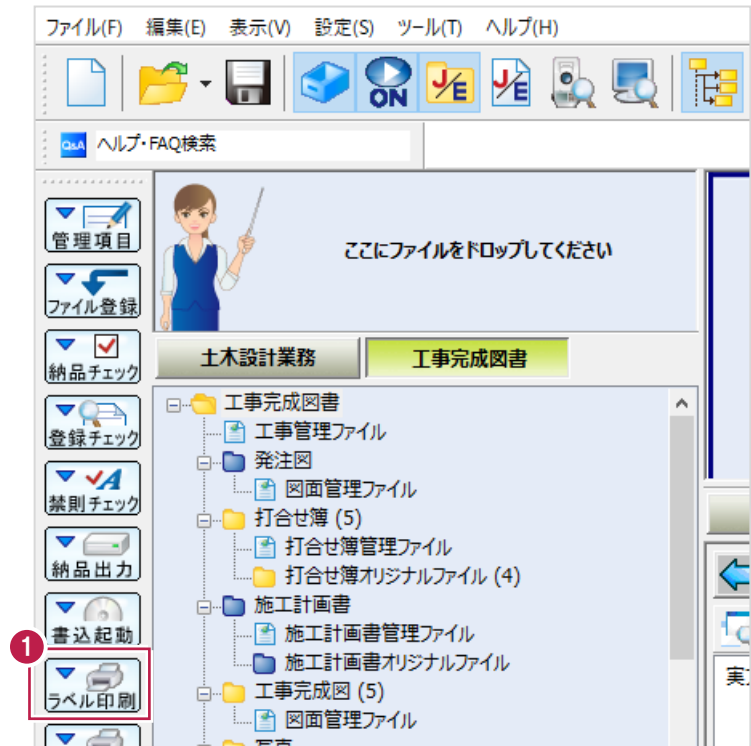 ファイル(F) 編集(E) 表示(V) 設定(S) ツール(T) ヘルプ(H)
ON J/E J/E
Q&A ヘルプ・FAQ検索
管理項目
ファイル登録
納品チェック
登録チェック
禁則チェック
納品出力
書込起動
1
ラベル印刷
ここにファイルをドロップしてください
土木設計業務 工事完成図書
工事完成図書
工事管理ファイル
発注図
図面管理ファイル
打合せ簿 (5)
打合せ簿管理ファイル
打合せ簿オリジナルファイル (4)
施工計画書
施工計画書管理ファイル
施工計画書オリジナルファイル
工事完成図 (5)
図面管理ファイル
写真
実